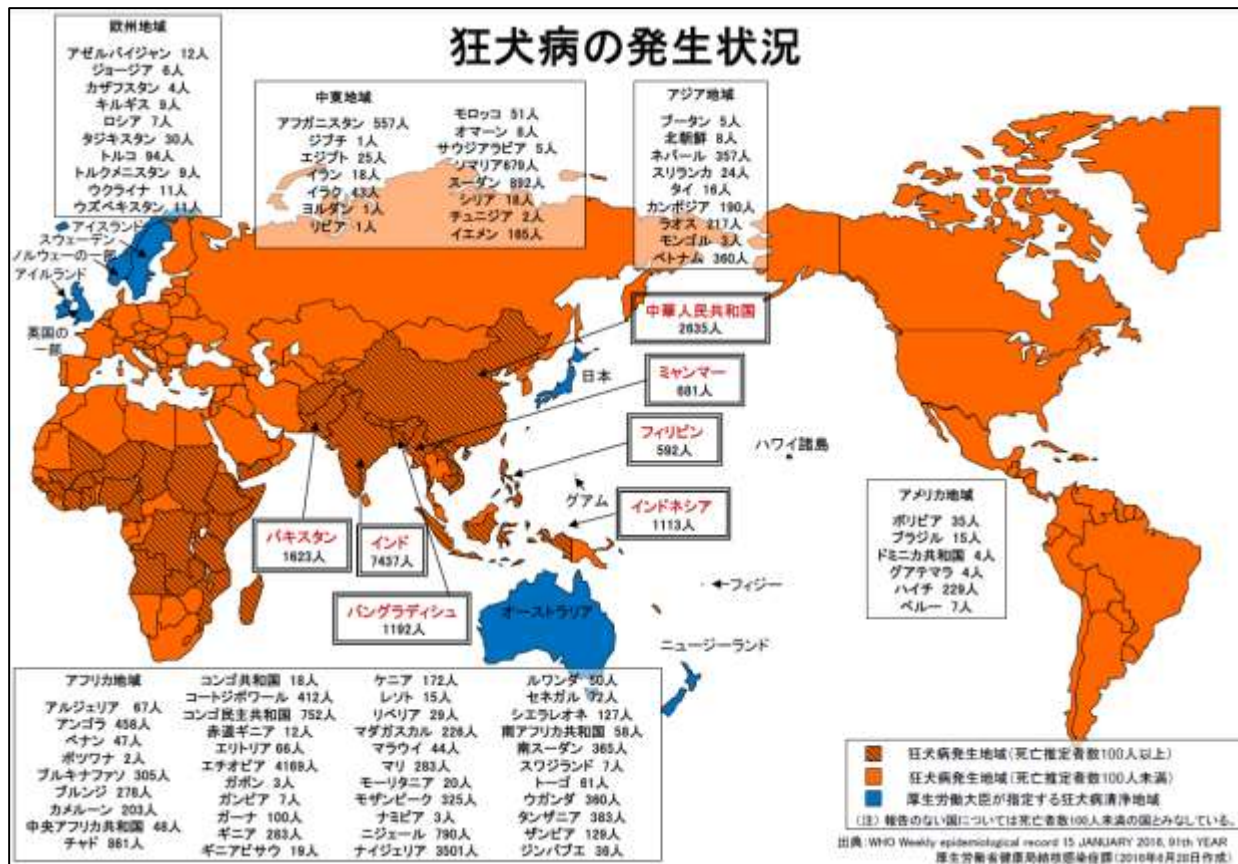 狂犬病の発生状況
欧州地域
アゼルバイジャン 12人
ジョージア 6人
カザフスタン 4人
キルギス 9人
ロシア 7人
タジキスタン 30人
トルコ 94人
トルクメニスタン 9人
ウクライナ 11人
ウズベキスタン 11人
中東地域
アフガニスタン 557人
ジブチ 1人
エジプト 25人
イラン 18人
イラク 43人
ヨルダン 1人
リビア 1人
モロッコ 51人
オマーン 8人
サウジアラビア 5人
ソマリア679人
スーダン 892人
シリア 18人
チュニジア 2人
イエメン 165人
アジア地域
ブータン 5人
北朝鮮 8人
ネパール 357人
スリランカ 24人
タイ 16人
カンボジア 190人
ラオス 217人
モンゴル 3人
ベトナム 360人
アイスランド
スウェーデン
ノルウェーの一部
アイルランド
英国の
一部
中華人民共和国
2635人
日本
ミャンマー
681人
フィリピン
592人
ハワイ諸島
グアム
インドネシア
1113人
パキスタン
1623人
インド
7437人
バングラディシュ
1192人
オーストラリア
フィジー
ニュージーランド
アメリカ地域
ボリビア 35人
ブラジル 15人
ドミニカ共和国 4人
グアテマラ 4人
ハイチ 229人
ペルー 7人
アフリカ地域
アルジェリア 67人
アンゴラ 458人
ベナン 47人
ボツワナ 2人
ブルキナファソ 305人
ブルンジ 276人
カメルーン 203人
中央アフリカ共和国 48人
チャド 861人
コンゴ共和国 18人
コートジボワール 412人
コンゴ民主共和国 752人
赤道ギニア 12人
エリトリア 66人
エチオピア 4169人
ガボン 3人
ガンビア 7人
ガーナ 100人
ギニア 283人
ギニアビサウ 19人
ケニア 172人
レソト 15人
リベリア 29人
マダガスカル 226人
マラウイ 44人
マリ 283人
モーリタニア 20人
モザンビーク 325人
ナミビア 3人
ニジェール 790人
ナイジェリア 3501人
ルワンダ 50人
セネガル 72人
シエラレオネ 127人
南アフリカ共和国 58人
南スーダン 365人
スワジランド 7人
トーゴ 61人
ウガンダ 360人
タンザニア 383人
ザンビア 129人
ジンバブエ 36人
狂犬病発生地域(死亡推定者数100人以上)
狂犬病発生地域(死亡推定者数100人未満)
厚生労働大臣が指定する狂犬病清浄地域
(注) 報告のない国については死亡者数100人未満の国とみなしている。
出典:WHO Weekly epidemiological record 15 JANUARY 2016, 91th YEAR
厚生労働省健康局結核感染症課(2016年6月28日作成)